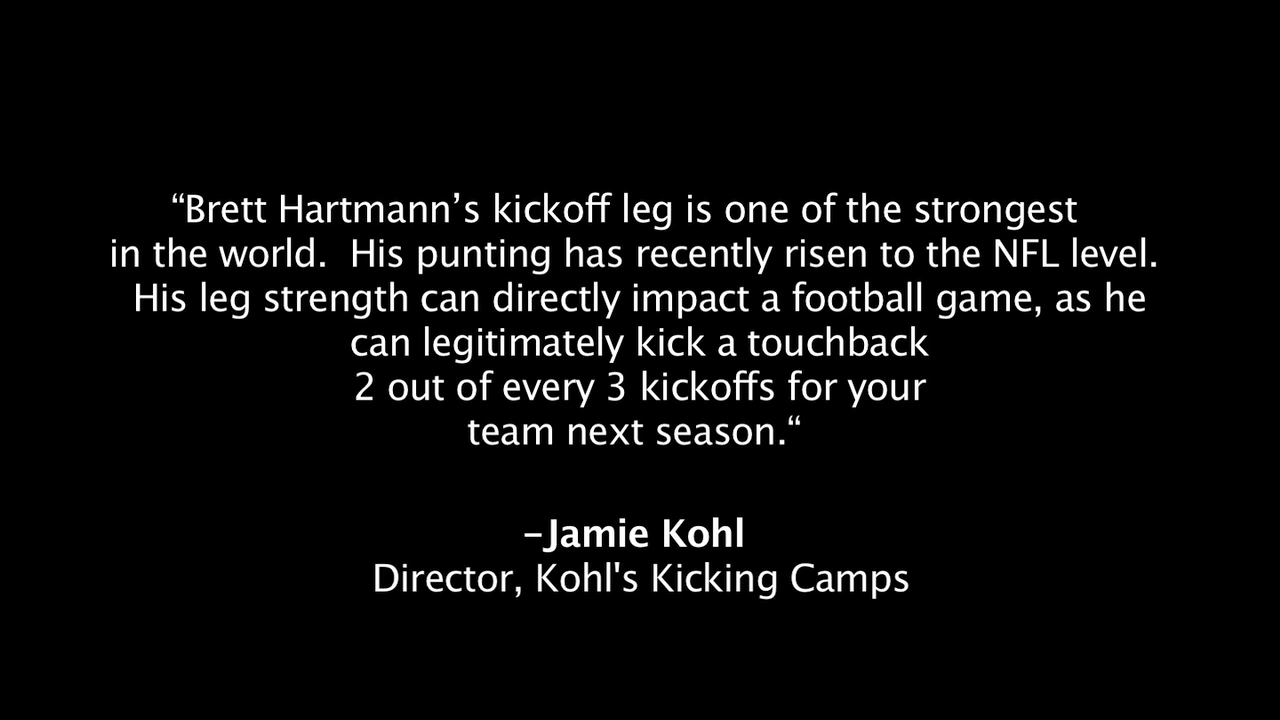 “Brett Hartmann’s kickoff leg is one of the strongest
in the world.  His punting has recently risen to the NFL level.
His leg strength can directly impact a football game, as he
can legitimately kick a touchback
2 out of every 3 kickoffs for your
team next season.“
–Jamie Kohl
Director, Kohl's Kicking Camps